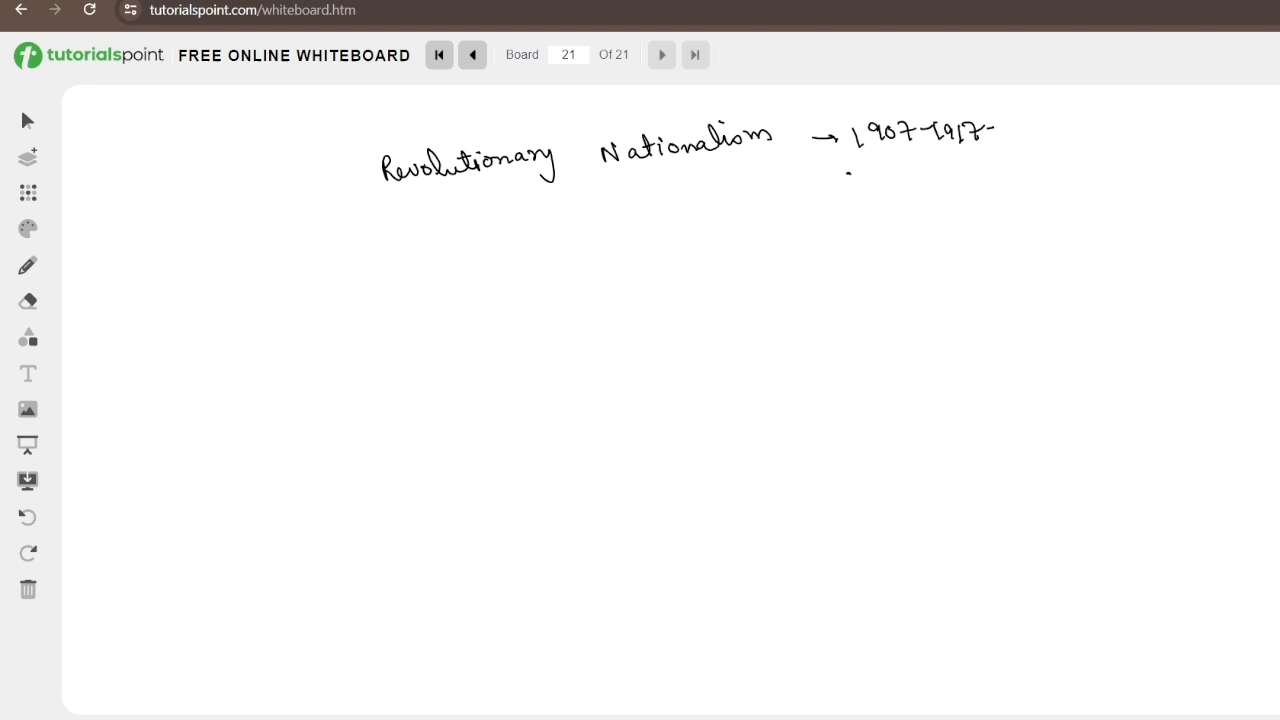 tutorialspoint.com/whiteboard.htm
tutorialspoint FREE ONLINE WHITEBOARD Board 21 Of 21
Revolutionary Nationalism → 1907-1917-